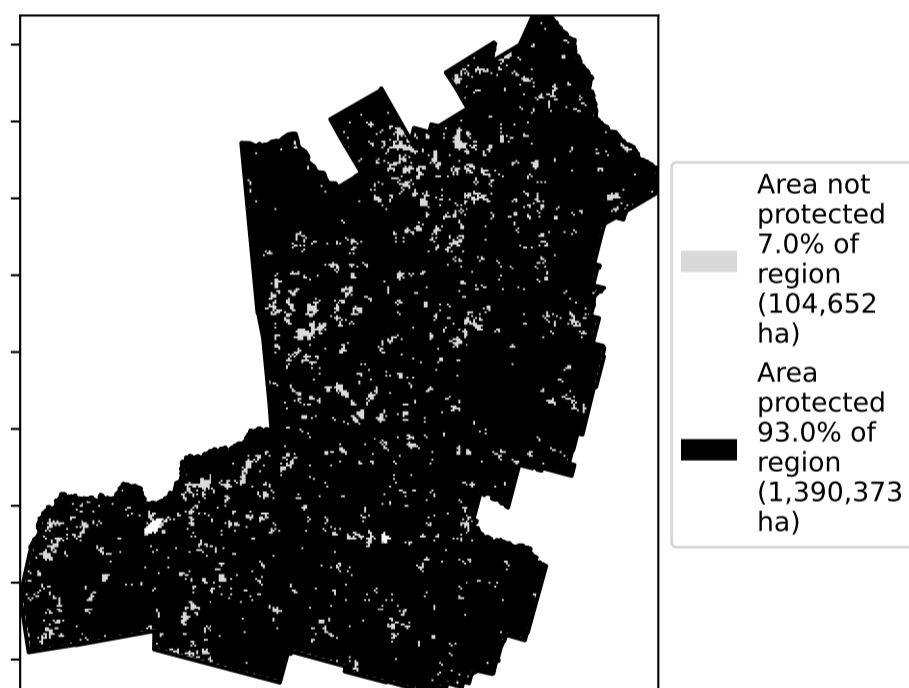 Area not
protected
7.0% of
region
(104,652
ha)
Area
protected
93.0% of
region
(1,390,373
ha)